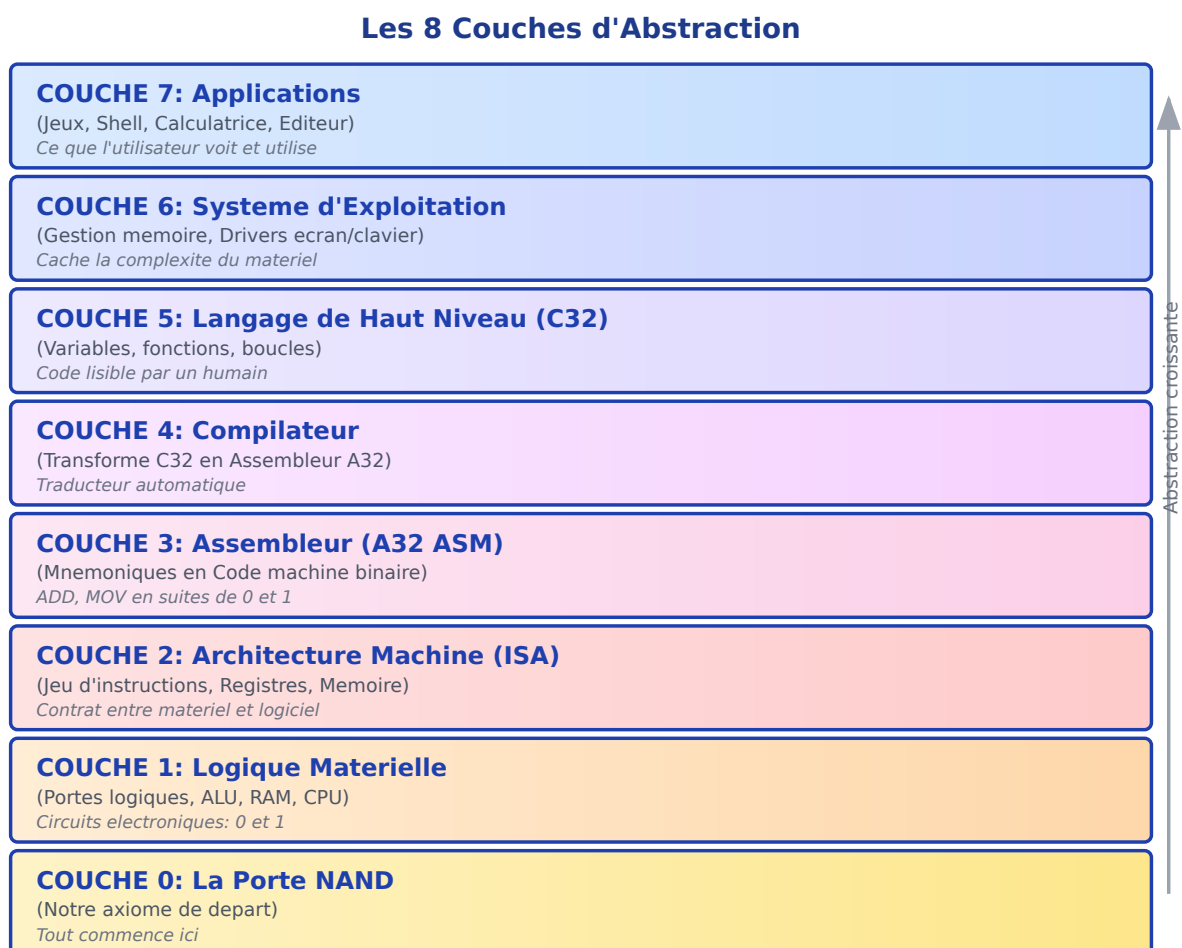 Les 8 Couches d'Abstraction
COUCHE 7: Applications
(Jeux, Shell, Calculatrice, Editeur)
Ce que l'utilisateur voit et utilise
COUCHE 6: Systeme d'Exploitation
(Gestion memoire, Drivers ecran/clavier)
Cache la complexite du materiel
COUCHE 5: Langage de Haut Niveau (C32)
(Variables, fonctions, boucles)
Code lisible par un humain
COUCHE 4: Compilateur
(Transforme C32 en Assembleur A32)
Traducteur automatique
COUCHE 3: Assembleur (A32 ASM)
(Mnemoniques en Code machine binaire)
ADD, MOV en suites de 0 et 1
COUCHE 2: Architecture Machine (ISA)
(Jeu d'instructions, Registres, Memoire)
Contrat entre materiel et logiciel
COUCHE 1: Logique Materielle
(Portes logiques, ALU, RAM, CPU)
Circuits electroniques: 0 et 1
COUCHE 0: La Porte NAND
(Notre axiome de depart)
Tout commence ici
Abstraction croissante